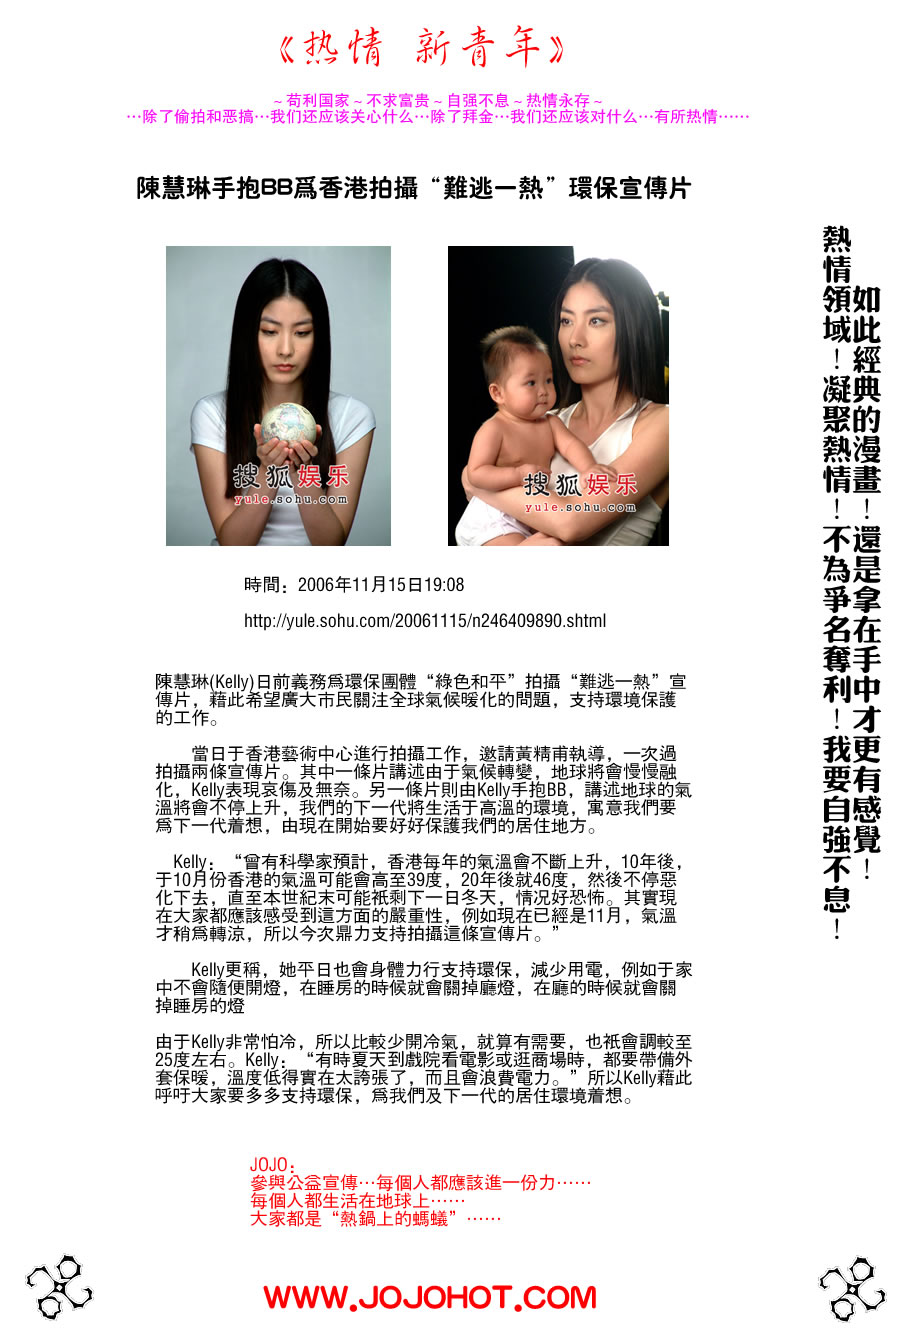 《热情 新青年》
~苟利国家~不求富贵~自强不息~热情永存~
…除了偷拍和恶搞…我们还应该关心什么…除了拜金…我们还应该对什么…有所热情……
陳慧琳手抱BB爲香港拍攝“難逃一熱”環保宣傳片
搜狐娱乐
yule.sohu.com
搜狐娱乐
yule.sohu.com
時間：2006年11月15日19:08
http://yule.sohu.com/20061115/n246409890.shtml
陳慧琳(Kelly)日前義務爲環保團體“綠色和平”拍攝“難逃一熱”宣
傳片，藉此希望廣大市民關注全球氣候暖化的問題，支持環境保護
的工作。
當日于香港藝術中心進行拍攝工作，邀請黃精甫執導，一次過
拍攝兩條宣傳片。其中一條片講述由于氣候轉變，地球將會慢慢融
化，Kelly表現哀傷及無奈。另一條片則由Kelly手抱BB，講述地球的氣
溫將會不停上升，我們的下一代將生活于高溫的環境，寓意我們要
爲下一代着想，由現在開始要好好保護我們的居住地方。
Kelly：“曾有科學家預計，香港每年的氣溫會不斷上升，10年後，
于10月份香港的氣溫可能會高至39度，20年後就46度，然後不停惡
化下去，直至本世紀末可能衹剩下一日冬天，情况好恐怖。其實現
在大家都應該感受到這方面的嚴重性，例如現在已經是11月，氣溫
才稍爲轉涼，所以今次鼎力支持拍攝這條宣傳片。”
Kelly更稱，她平日也會身體力行支持環保，減少用電，例如于家
中不會隨便開燈，在睡房的時候就會關掉廳燈，在廳的時候就會關
掉睡房的燈
由于Kelly非常怕冷，所以比較少開冷氣，就算有需要，也衹會調較至
25度左右。Kelly：“有時夏天到戲院看電影或逛商場時，都要帶備外
套保暖，溫度低得實在太誇張了，而且會浪費電力。”所以Kelly藉此
呼吁大家要多多支持環保，爲我們及下一代的居住環境着想。
JOJO：
參與公益宣傳…每個人都應該進一份力……
每個人都生活在地球上……
大家都是“熱鍋上的螞蟻”……
如此經典的漫畫！還是拿在手中才更有感覺！
熱情領域！凝聚熱情！不為爭名奪利！我要自強不息！
WWW.JOJOHOT.COM